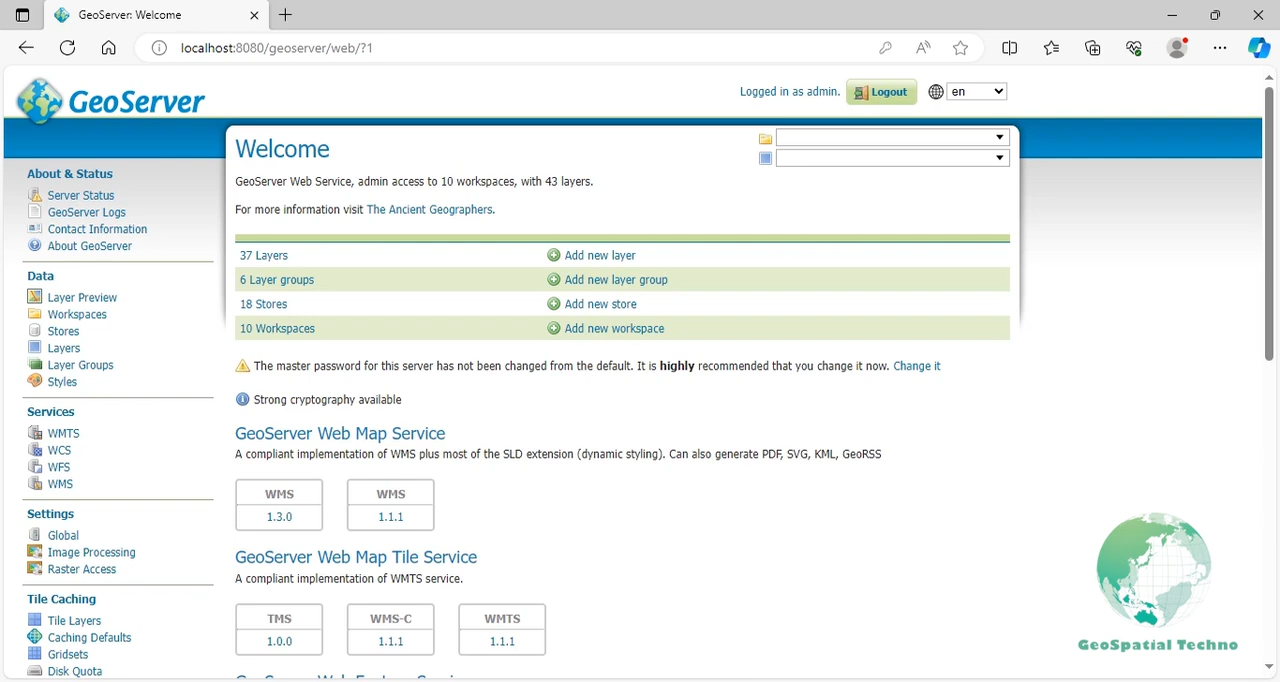 GeoServer: Welcome
localhost:8080/geoserver/web/?1
GeoServer
Logged in as admin.
Logout
en
About & Status
Server Status
GeoServer Logs
Contact Information
About GeoServer
Data
Layer Preview
Workspaces
Stores
Layers
Layer Groups
Styles
Services
WMTS
WCS
WFS
WMS
Settings
Global
Image Processing
Raster Access
Tile Caching
Tile Layers
Caching Defaults
Gridsets
Disk Quota
Welcome
GeoServer Web Service, admin access to 10 workspaces, with 43 layers.
For more information visit The Ancient Geographers.
37 Layers Add new layer
6 Layer groups Add new layer group
18 Stores Add new store
10 Workspaces Add new workspace
The master password for this server has not been changed from the default. It is highly recommended that you change it now. Change it
Strong cryptography available
GeoServer Web Map Service
A compliant implementation of WMS plus most of the SLD extension (dynamic styling). Can also generate PDF, SVG, KML, GeoRSS
WMS WMS
1.3.0 1.1.1
GeoServer Web Map Tile Service
A compliant implementation of WMTS service.
TMS WMS-C WMTS
1.0.0 1.1.1 1.1.1
GeoSpatial Techno